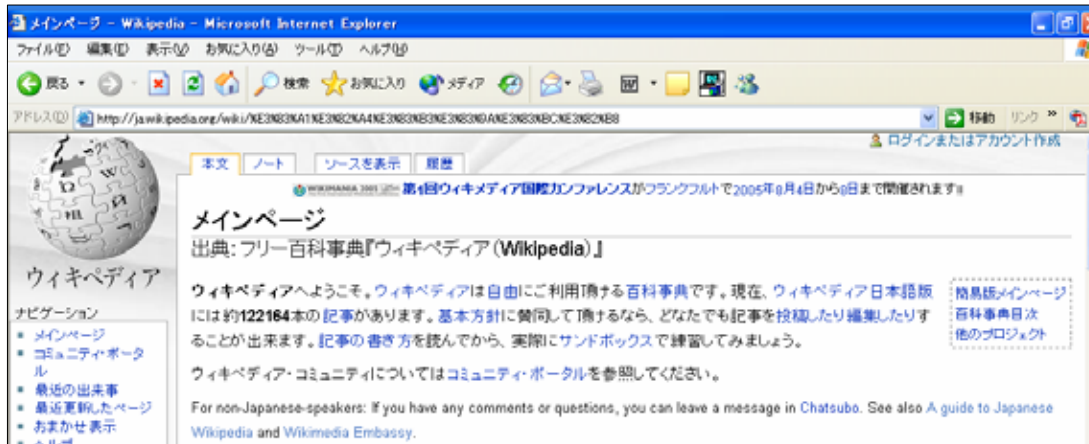 メインページ - Wikipedia - Microsoft Internet Explorer
ファイル(F) 編集(E) 表示(V) お気に入り(A) ツール(T) ヘルプ(H)
戻る 検索 お気に入り メディア
アドレス(D) http://ja.wikipedia.org/wiki/%E3%83%A1%E3%82%A4%E3%83%B3%E3%83%9A%E3%83%BC%E3%82%B8 移動 リンク »
ログインまたはアカウント作成
本文 ノート ソースを表示 履歴
WIKIMANIA 2005 第1回ウィキメディア国際カンファレンスがフランクフルトで2005年8月4日から8日まで開催されます!!
メインページ
出典: フリー百科事典『ウィキペディア(Wikipedia)』
ウィキペディア
ウィキペディアへようこそ。ウィキペディアは自由にご利用頂ける百科事典です。現在、ウィキペディア日本語版
には約122164本の記事があります。基本方針に賛同して頂けるなら、どなたでも記事を投稿したり編集したりす
ることが出来ます。記事の書き方を読んでから、実際にサンドボックスで練習してみましょう。
簡易版メインページ
百科事典目次
他のプロジェクト
ウィキペディア・コミュニティについてはコミュニティ・ポータルを参照してください。
For non-Japanese-speakers: If you have any comments or questions, you can leave a message in Chatsubo. See also A guide to Japanese
Wikipedia and Wikimedia Embassy.
ナビゲーション
メインページ
コミュニティ・ポータ
ル
最近の出来事
最近更新したページ
おまかせ表示
ヘルプ